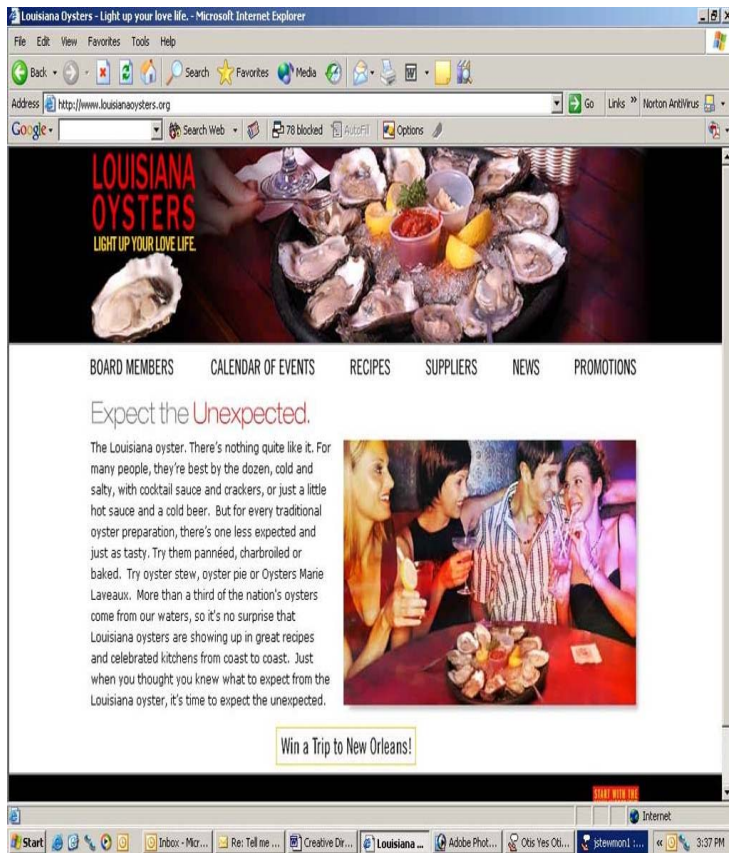 Louisiana Oysters - Light up your love life. - Microsoft Internet Explorer
File Edit View Favorites Tools Help
Back Search Favorites Media
Address http://www.louisianaoysters.org Go Links » Norton AntiVirus
Google Search Web 78 blocked AutoFill Options
LOUISIANA
OYSTERS
LIGHT UP YOUR LOVE LIFE.
BOARD MEMBERS CALENDAR OF EVENTS RECIPES SUPPLIERS NEWS PROMOTIONS
Expect the Unexpected.
The Louisiana oyster. There's nothing quite like it. For
many people, they're best by the dozen, cold and
salty, with cocktail sauce and crackers, or just a little
hot sauce and a cold beer. But for every traditional
oyster preparation, there's one less expected and
just as tasty. Try them pannéed, charbroiled or
baked. Try oyster stew, oyster pie or Oysters Marie
Laveaux. More than a third of the nation's oysters
come from our waters, so it's no surprise that
Louisiana oysters are showing up in great recipes
and celebrated kitchens from coast to coast. Just
when you thought you knew what to expect from the
Louisiana oyster, it's time to expect the unexpected.
Win a Trip to New Orleans!
START WITH THE
Internet
Start Inbox - Micr... Re: Tell me ... Creative Dir... Louisiana ... Adobe Phot... Otis Yes Oti... jstewmon1 :... « 3:37 PM